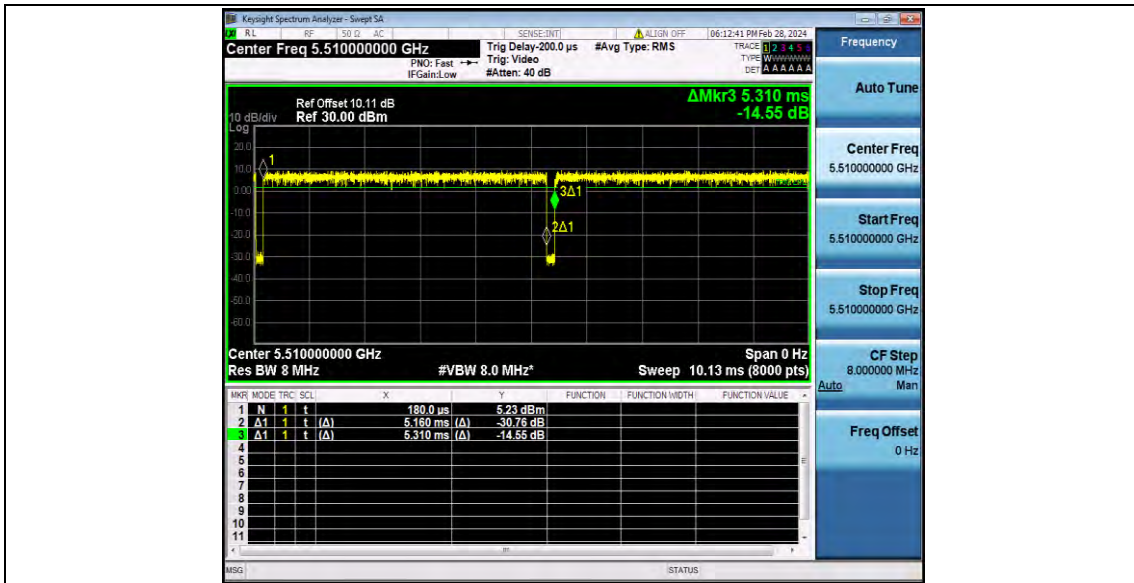 Keysight Spectrum Analyzer - Swept SA
RL RF 50 Ω AC SENSE:INT ALIGN OFF 06:12:41 PM Feb 28, 2024
Center Freq 5.510000000 GHz
PNO: Fast
IFGain:Low
Trig Delay-200.0 µs
Trig: Video
#Atten: 40 dB
#Avg Type: RMS
TRACE 1 2 3 4 5 6
TYPE WWWWWW
DET A A A A A A
ΔMkr3 5.310 ms
-14.55 dB
Ref Offset 10.11 dB
10 dB/div Ref 30.00 dBm
Log
20.0
10.0
0.00
-10.0
-20.0
-30.0
-40.0
-50.0
-60.0
1
3Δ1
2Δ1
Center 5.510000000 GHz Span 0 Hz
Res BW 8 MHz #VBW 8.0 MHz* Sweep 10.13 ms (8000 pts)
MKR MODE TRC SCL X Y FUNCTION FUNCTION WIDTH FUNCTION VALUE
1 N 1 t 180.0 µs 5.23 dBm
2 Δ1 1 t (Δ) 5.160 ms (Δ) -30.76 dB
3 Δ1 1 t (Δ) 5.310 ms (Δ) -14.55 dB
4
5
6
7
8
9
10
11
MSG STATUS
Frequency
Auto Tune
Center Freq
5.510000000 GHz
Start Freq
5.510000000 GHz
Stop Freq
5.510000000 GHz
CF Step
8.000000 MHz
Auto Man
Freq Offset
0 Hz